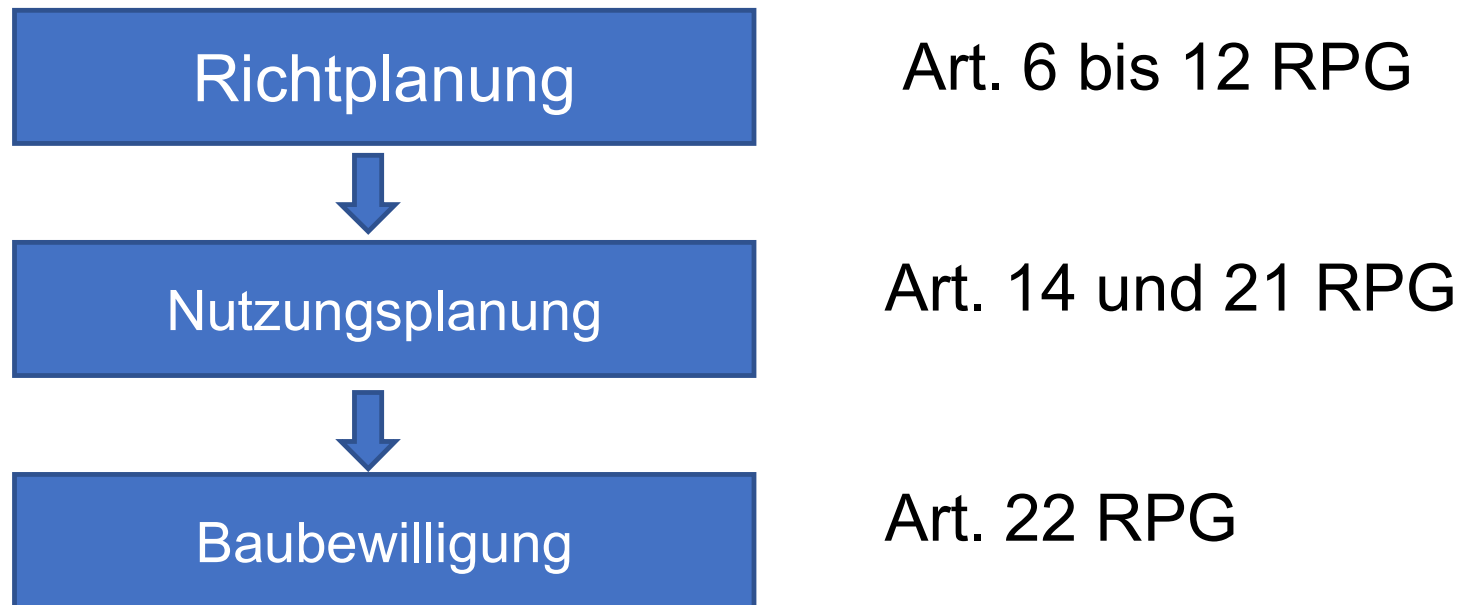 Richtplanung
Art. 6 bis 12 RPG
Nutzungsplanung
Art. 14 und 21 RPG
Baubewilligung
Art. 22 RPG